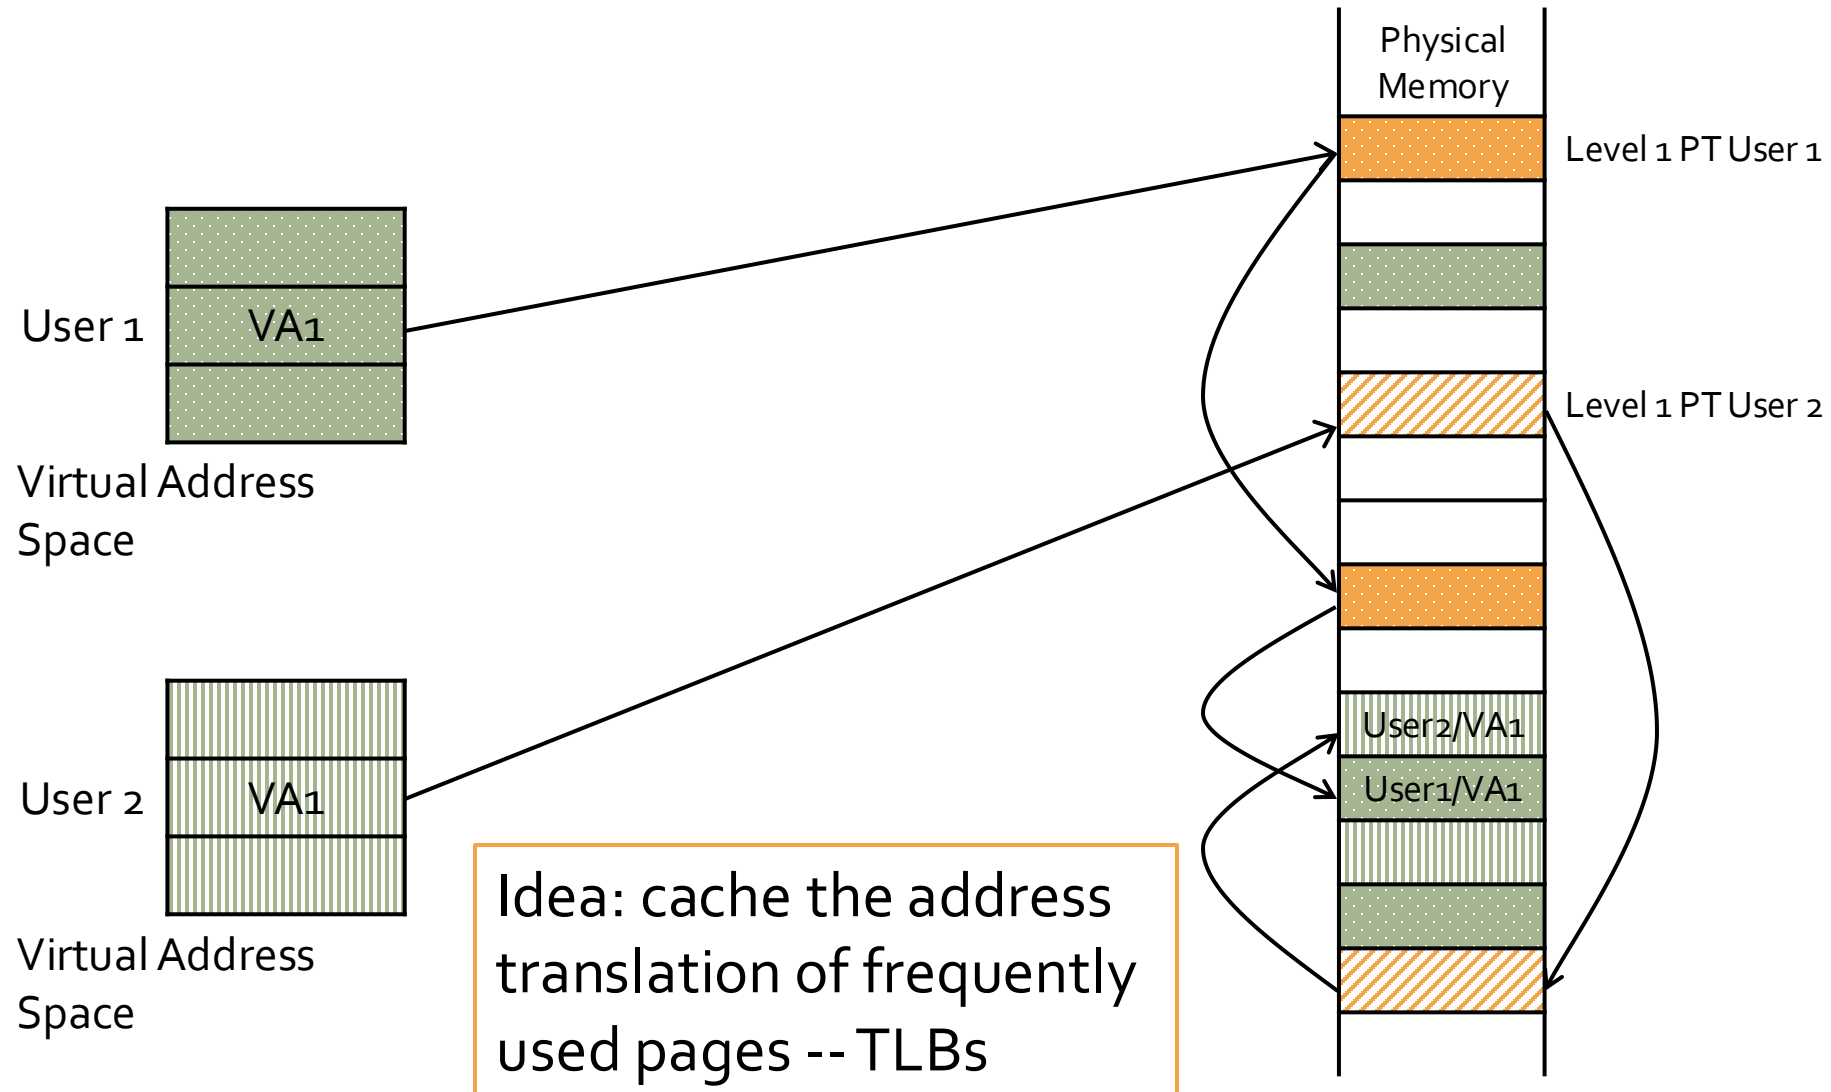 Physical
Memory
Level 1 PT User 1
User 1
VA1
Level 1 PT User 2
Virtual Address
Space
User2/VA1
User1/VA1
User 2
VA1
Idea: cache the address
translation of frequently
used pages -- TLBs
Virtual Address
Space